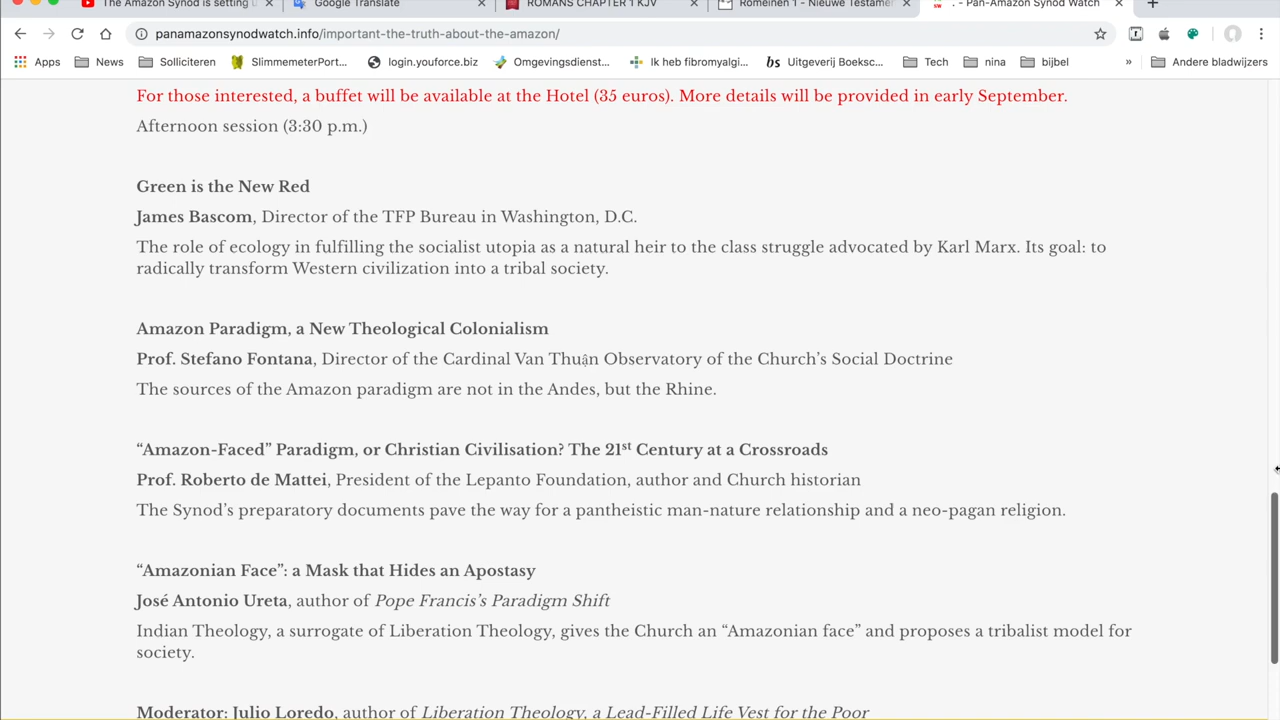 The Amazon Synod is setting u
Google Translate
ROMANS CHAPTER 1 KJV
Romeinen 1 - Nieuwe Testamen
. - Pan-Amazon Synod Watch
panamazonsynodwatch.info/important-the-truth-about-the-amazon/
Apps News Solliciteren SlimmemeterPort... login.youforce.biz Omgevingsdienst... Ik heb fibromyalgi... bs Uitgeverij Boeksc... Tech nina bijbel » Andere bladwijzers
For those interested, a buffet will be available at the Hotel (35 euros). More details will be provided in early September.
Afternoon session (3:30 p.m.)
Green is the New Red
James Bascom, Director of the TFP Bureau in Washington, D.C.
The role of ecology in fulfilling the socialist utopia as a natural heir to the class struggle advocated by Karl Marx. Its goal: to
radically transform Western civilization into a tribal society.
Amazon Paradigm, a New Theological Colonialism
Prof. Stefano Fontana, Director of the Cardinal Van Thuận Observatory of the Church’s Social Doctrine
The sources of the Amazon paradigm are not in the Andes, but the Rhine.
“Amazon-Faced” Paradigm, or Christian Civilisation? The 21st Century at a Crossroads
Prof. Roberto de Mattei, President of the Lepanto Foundation, author and Church historian
The Synod’s preparatory documents pave the way for a pantheistic man-nature relationship and a neo-pagan religion.
“Amazonian Face”: a Mask that Hides an Apostasy
José Antonio Ureta, author of Pope Francis’s Paradigm Shift
Indian Theology, a surrogate of Liberation Theology, gives the Church an “Amazonian face” and proposes a tribalist model for
society.
Moderator: Julio Loredo, author of Liberation Theology, a Lead-Filled Life Vest for the Poor